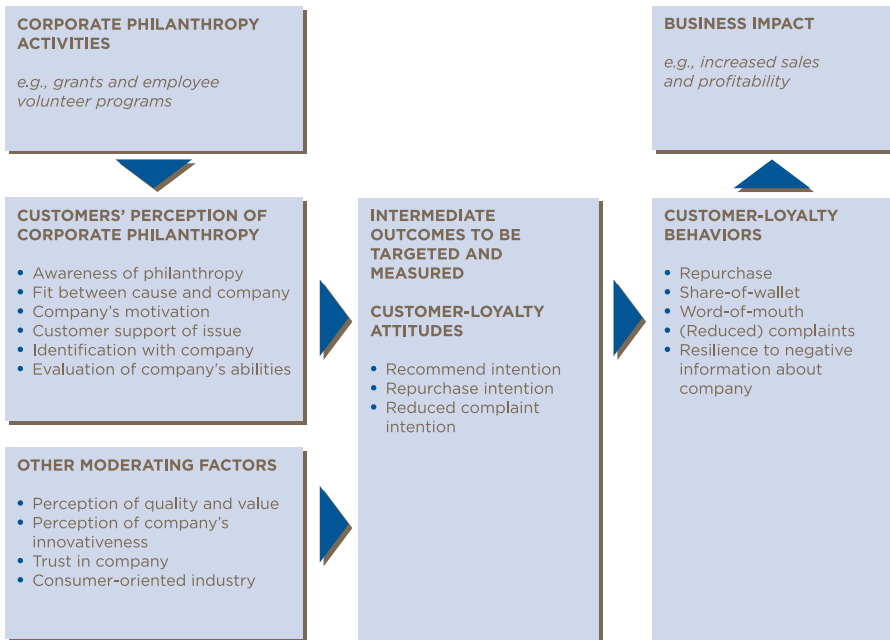 CORPORATE PHILANTHROPY
ACTIVITIES
e.g., grants and employee
volunteer programs
CUSTOMERS' PERCEPTION OF
CORPORATE PHILANTHROPY
• Awareness of philanthropy
• Fit between cause and company
• Company's motivation
• Customer support of issue
• Identification with company
• Evaluation of company's abilities
OTHER MODERATING FACTORS
• Perception of quality and value
• Perception of company's
innovativeness
• Trust in company
• Consumer-oriented industry
INTERMEDIATE
OUTCOMES TO BE
TARGETED AND
MEASURED
CUSTOMER-LOYALTY
ATTITUDES
• Recommend intention
• Repurchase intention
• Reduced complaint
intention
BUSINESS IMPACT
e.g., increased sales
and profitability
CUSTOMER-LOYALTY
BEHAVIORS
• Repurchase
• Share-of-wallet
• Word-of-mouth
• (Reduced) complaints
• Resilience to negative
information about
company